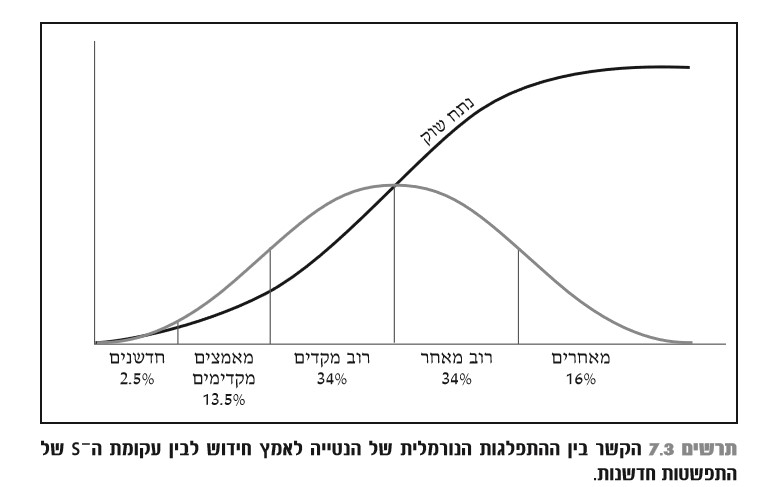 נתח שוק
חדשנים
2.5%
מאמצים
מקדימים
13.5%
רוב מקדים
34%
רוב מאחר
34%
מאחרים
16%
תרשים 7.3 הקשר בין ההתפלגות הנורמלית של הנטייה לאמץ חידוש לבין עקומת ה־S של
התפשטות חדשנות.